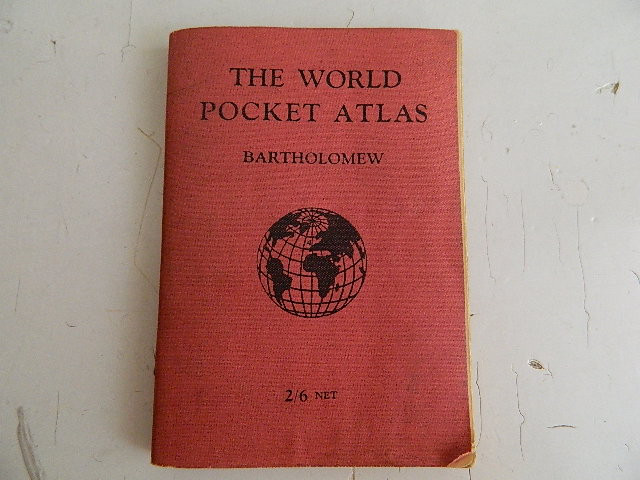 THE WORLD
POCKET ATLAS
BARTHOLOMEW
2/6 NET